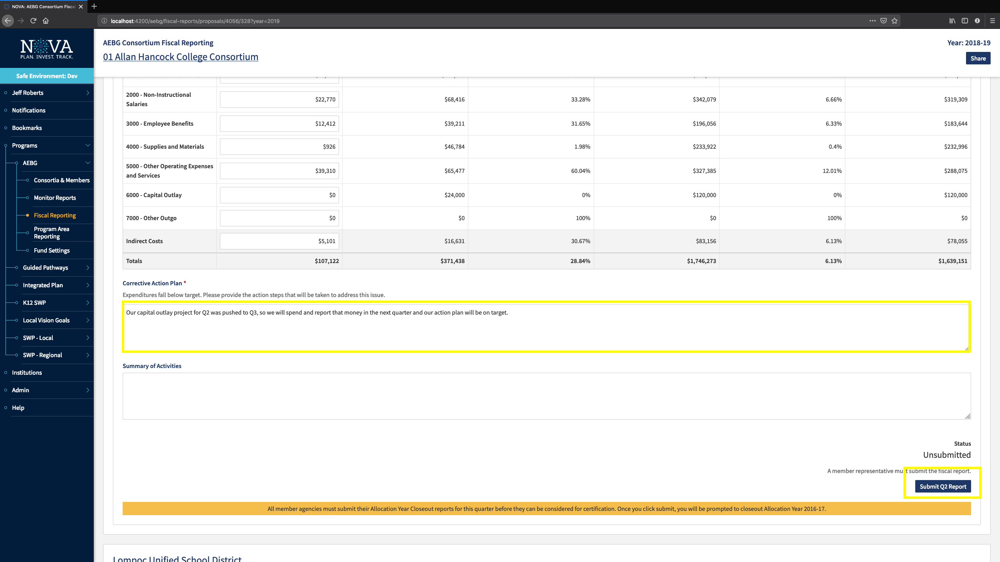 NOVA: AEBG Consortium Fiscal
localhost:4200/aebg/fiscal-reports/proposals/4056/328?year=2019
NOVA
PLAN. INVEST. TRACK.
Safe Environment: Dev
Jeff Roberts
Notifications
Bookmarks
Programs
AEBG
Consortia & Members
Monitor Reports
Fiscal Reporting
Program Area
Reporting
Fund Settings
Guided Pathways
Integrated Plan
K12 SWP
Local Vision Goals
SWP - Local
SWP - Regional
Institutions
Admin
Help
AEBG Consortium Fiscal Reporting
Year: 2018-19
01 Allan Hancock College Consortium
Share
2000 - Non-Instructional
Salaries
$22,770 $68,416 33.28% $342,079 6.66% $319,309
3000 - Employee Benefits $12,412 $39,211 31.65% $196,056 6.33% $183,644
4000 - Supplies and Materials $926 $46,784 1.98% $233,922 0.4% $232,996
5000 - Other Operating Expenses
and Services
$39,310 $65,477 60.04% $327,385 12.01% $288,075
6000 - Capital Outlay $0 $24,000 0% $120,000 0% $120,000
7000 - Other Outgo $0 $0 100% $0 100% $0
Indirect Costs $5,101 $16,631 30.67% $83,156 6.13% $78,055
Totals $107,122 $371,438 28.84% $1,746,273 6.13% $1,639,151
Corrective Action Plan *
Expenditures fall below target. Please provide the action steps that will be taken to address this issue.
Our capital outlay project for Q2 was pushed to Q3, so we will spend and report that money in the next quarter and our action plan will be on target.
Summary of Activities
Status
Unsubmitted
A member representative must submit the fiscal report.
Submit Q2 Report
All member agencies must submit their Allocation Year Closeout reports for this quarter before they can be considered for certification. Once you click submit, you will be prompted to closeout Allocation Year 2016-17.
Lompoc Unified School District